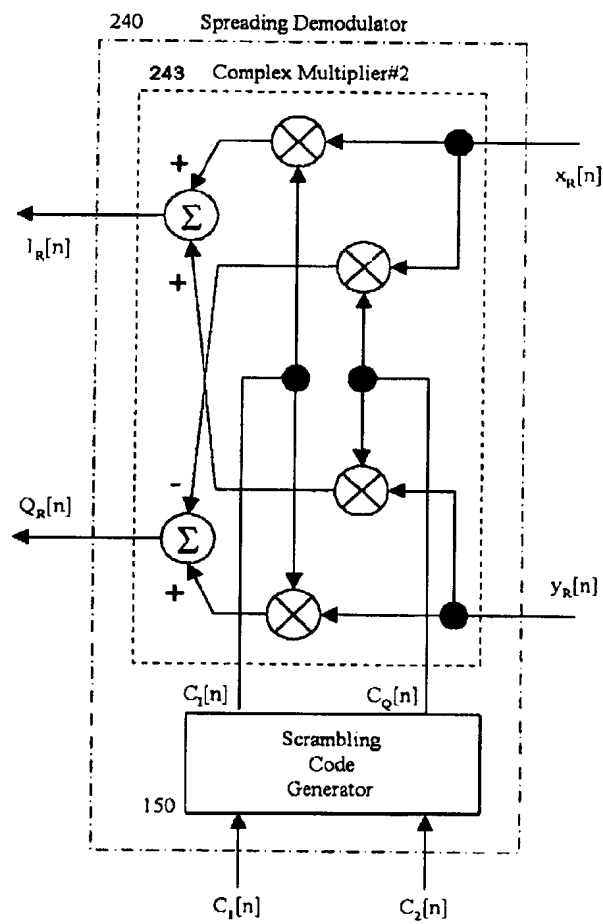 240 Spreading Demodulator
243 Complex Multiplier#2
+
x_R[n]
Σ
I_R[n]
+
-
Q_R[n]
Σ
y_R[n]
+
C_I[n]
C_Q[n]
Scrambling
Code
Generator
150
C_1[n]
C_2[n]